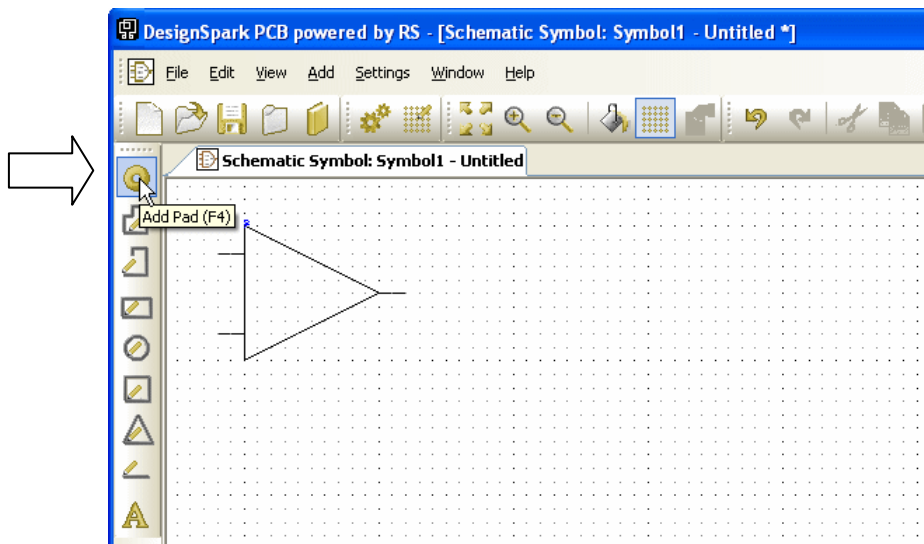 DesignSpark PCB powered by RS - [Schematic Symbol: Symbol1 - Untitled *]
File Edit View Add Settings Window Help
Schematic Symbol: Symbol1 - Untitled
Add Pad (F4)
A